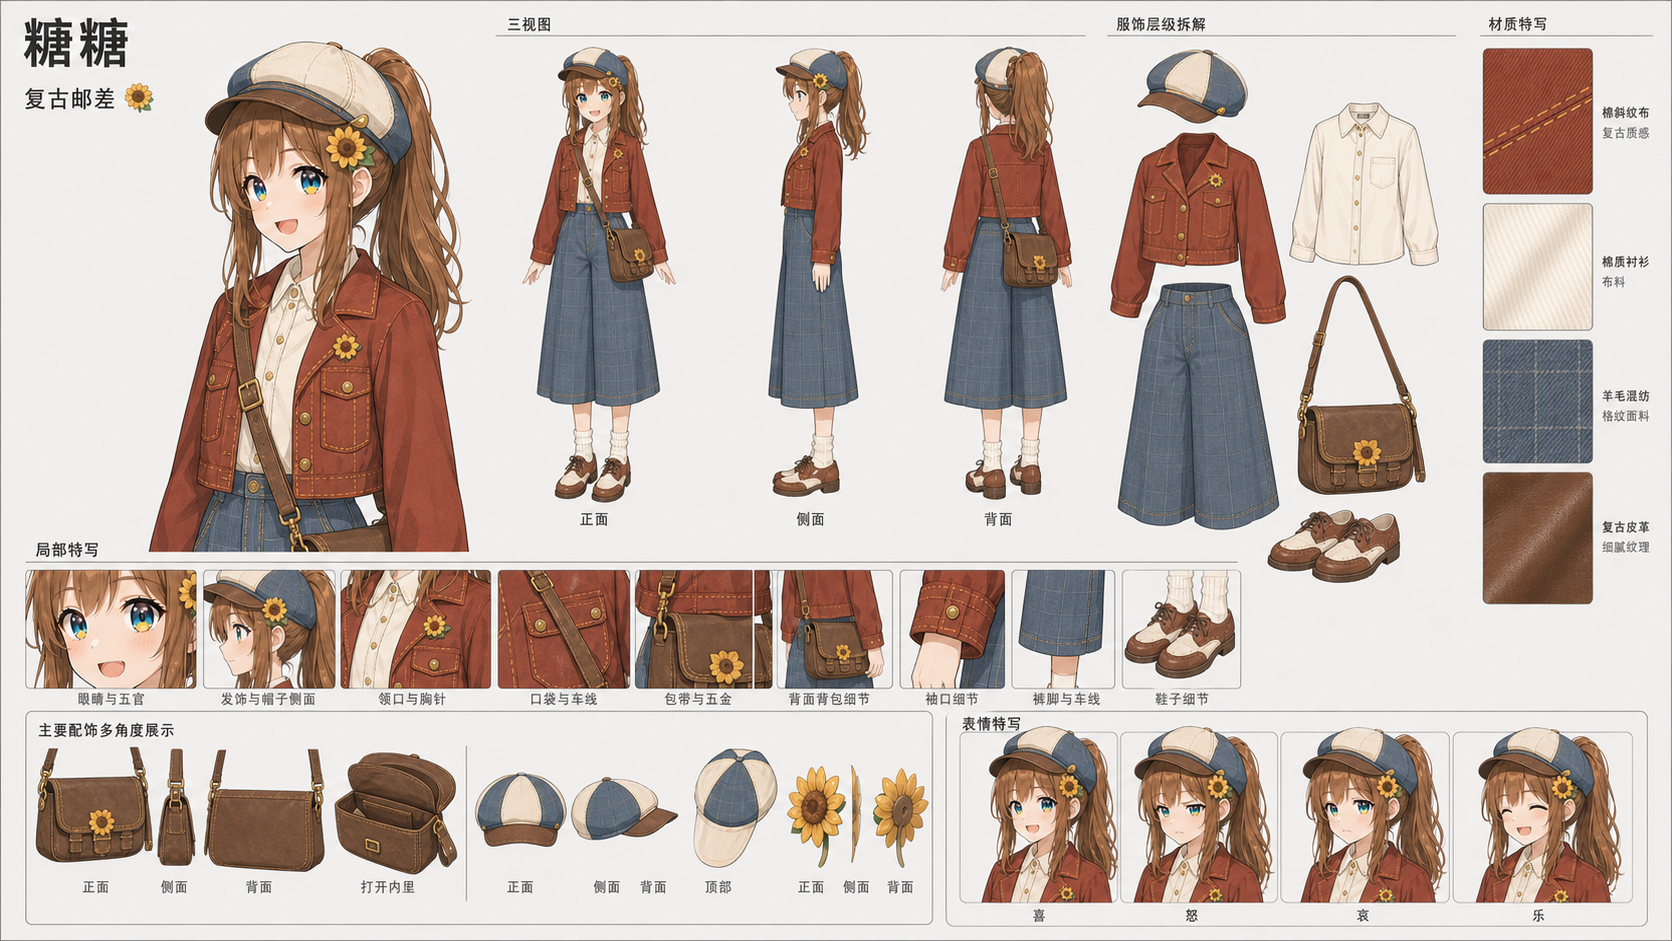 糖糖
复古邮差
三视图
正面
侧面
背面
服饰层级拆解
材质特写
棉斜纹布
复古质感
棉质衬衫
布料
羊毛混纺
格纹面料
复古皮革
细腻纹理
局部特写
眼睛与五官
发饰与帽子侧面
领口与胸针
口袋与车线
包带与五金
背面背包细节
袖口细节
裤脚与车线
鞋子细节
主要配饰多角度展示
正面
侧面
背面
打开内里
正面
侧面
背面
顶部
正面
侧面
背面
表情特写
喜
怒
哀
乐